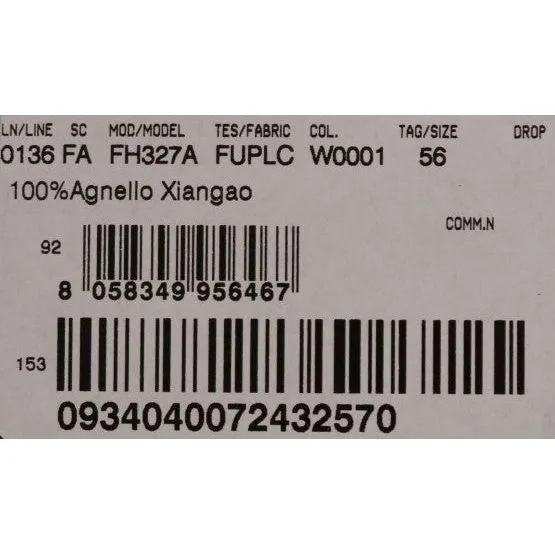 LN/LINE SC MOD/MODEL TES/FABRIC COL. TAG/SIZE DROP
0136 FA FH327A FUPLC W0001 56
100%Agnello Xiangao
COMM.N
92
8 058349 956467
153
0934040072432570